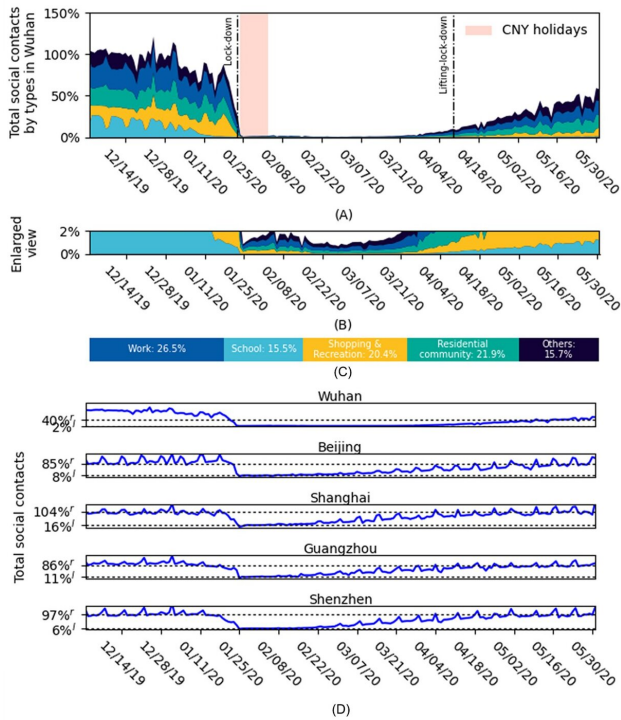 Total social contacts
by types in Wuhan
150%
100%
50%
0%
Lock-down
Lifting-lock-down
CNY holidays
12/14/19
12/28/19
01/11/20
01/25/20
02/08/20
02/22/20
03/07/20
03/21/20
04/04/20
04/18/20
05/02/20
05/16/20
05/30/20
(A)
Enlarged
view
2%
0%
12/14/19
12/28/19
01/11/20
01/25/20
02/08/20
02/22/20
03/07/20
03/21/20
04/04/20
04/18/20
05/02/20
05/16/20
05/30/20
(B)
Work: 26.5%
School: 15.5%
Shopping &
Recreation: 20.4%
Residential
community: 21.9%
Others:
15.7%
(C)
Total social contacts
Wuhan
40%r
2%l
Beijing
85%r
8%l
Shanghai
104%r
16%l
Guangzhou
86%r
11%l
Shenzhen
97%r
6%l
12/14/19
12/28/19
01/11/20
01/25/20
02/08/20
02/22/20
03/07/20
03/21/20
04/04/20
04/18/20
05/02/20
05/16/20
05/30/20
(D)